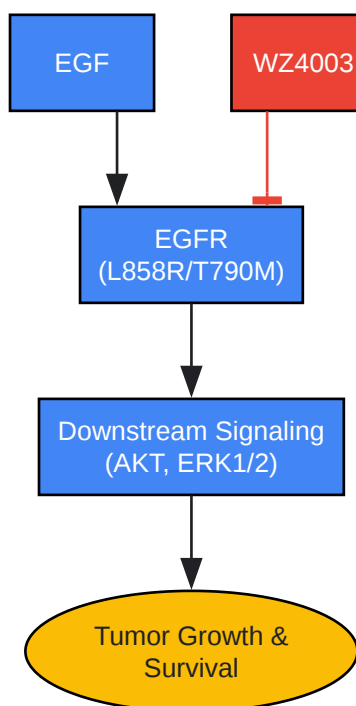 EGF
WZ4003
EGFR
(L858R/T790M)
Downstream Signaling
(AKT, ERK1/2)
Tumor Growth &
Survival